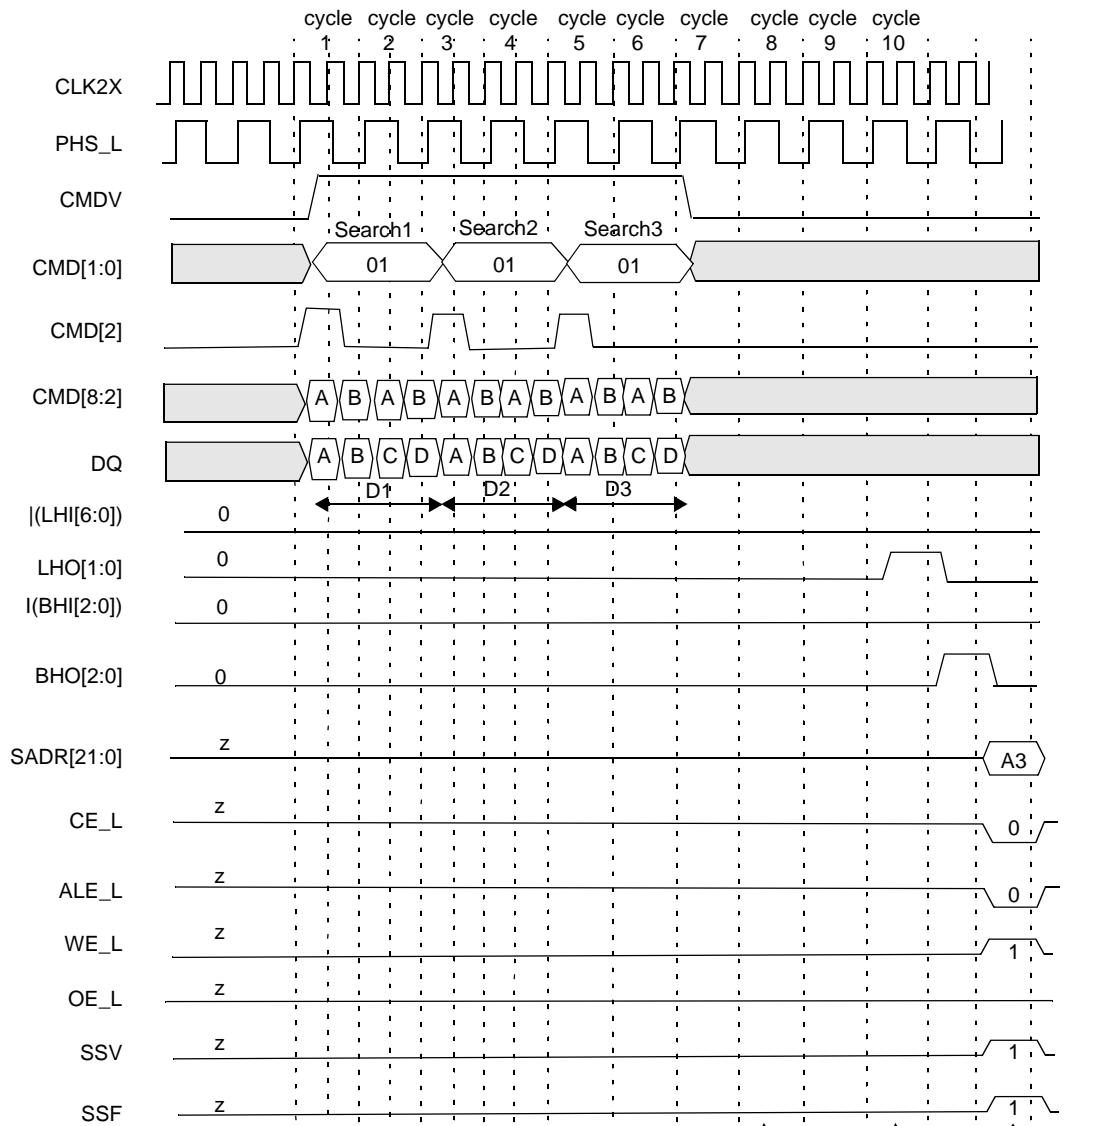 cycle cycle cycle cycle cycle cycle cycle cycle cycle cycle
1 2 3 4 5 6 7 8 9 10
CLK2X
PHS_L
CMDV
Search1 Search2 Search3
CMD[1:0] 01 01 01
CMD[2]
CMD[8:2] A B A B A B A B A B A B
DQ A B C D A B C D A B C D
D1 D2 D3
|(LHI[6:0]) 0
LHO[1:0] 0
I(BHI[2:0]) 0
BHO[2:0] 0
SADR[21:0] z A3
CE_L z 0
ALE_L z 0
WE_L z 1
OE_L z
SSV z 1
SSF z 1